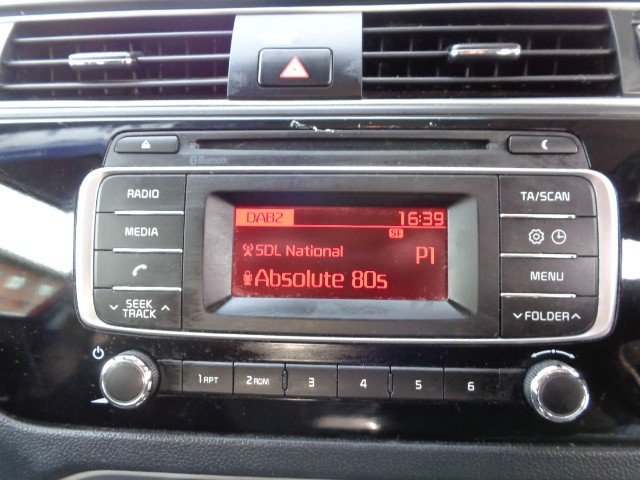 Bluetooth
RADIO
MEDIA
SEEK
TRACK
DAB2 16:39
SDL National P1
Absolute 80s
TA/SCAN
MENU
FOLDER
1 RPT 2 RDM 3 4 5 6